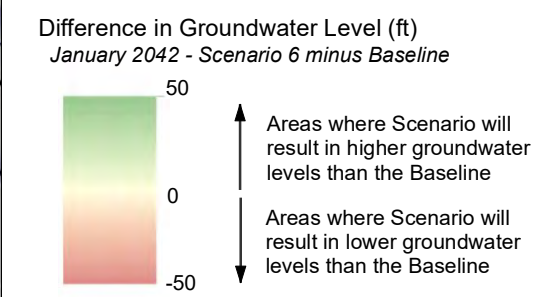 Difference in Groundwater Level (ft)
January 2042 - Scenario 6 minus Baseline
50
Areas where Scenario will
result in higher groundwater
levels than the Baseline
0
Areas where Scenario will
result in lower groundwater
levels than the Baseline
-50